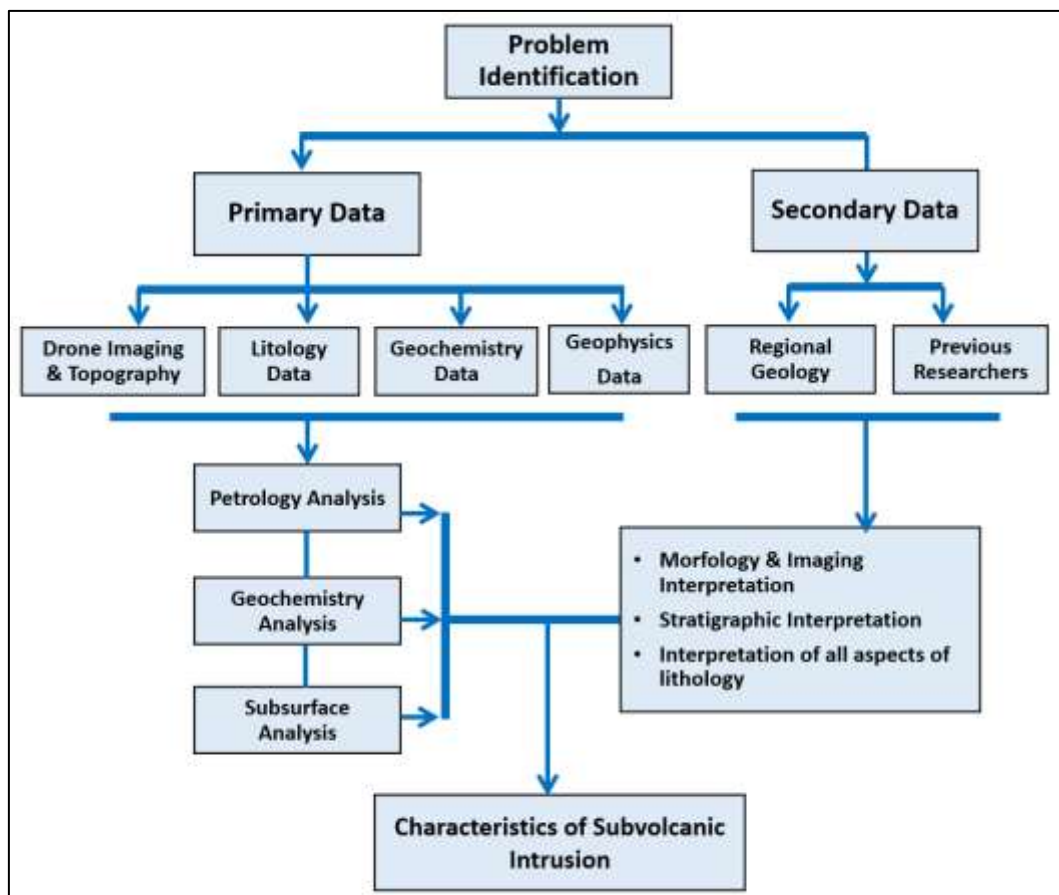 Problem
Identification
Primary Data
Secondary Data
Drone Imaging
& Topography
Litology
Data
Geochemistry
Data
Geophysics
Data
Regional
Geology
Previous
Researchers
Petrology Analysis
Geochemistry
Analysis
Subsurface
Analysis
• Morfology & Imaging
Interpretation
• Stratigraphic Interpretation
• Interpretation of all aspects of
lithology
Characteristics of Subvolcanic
Intrusion